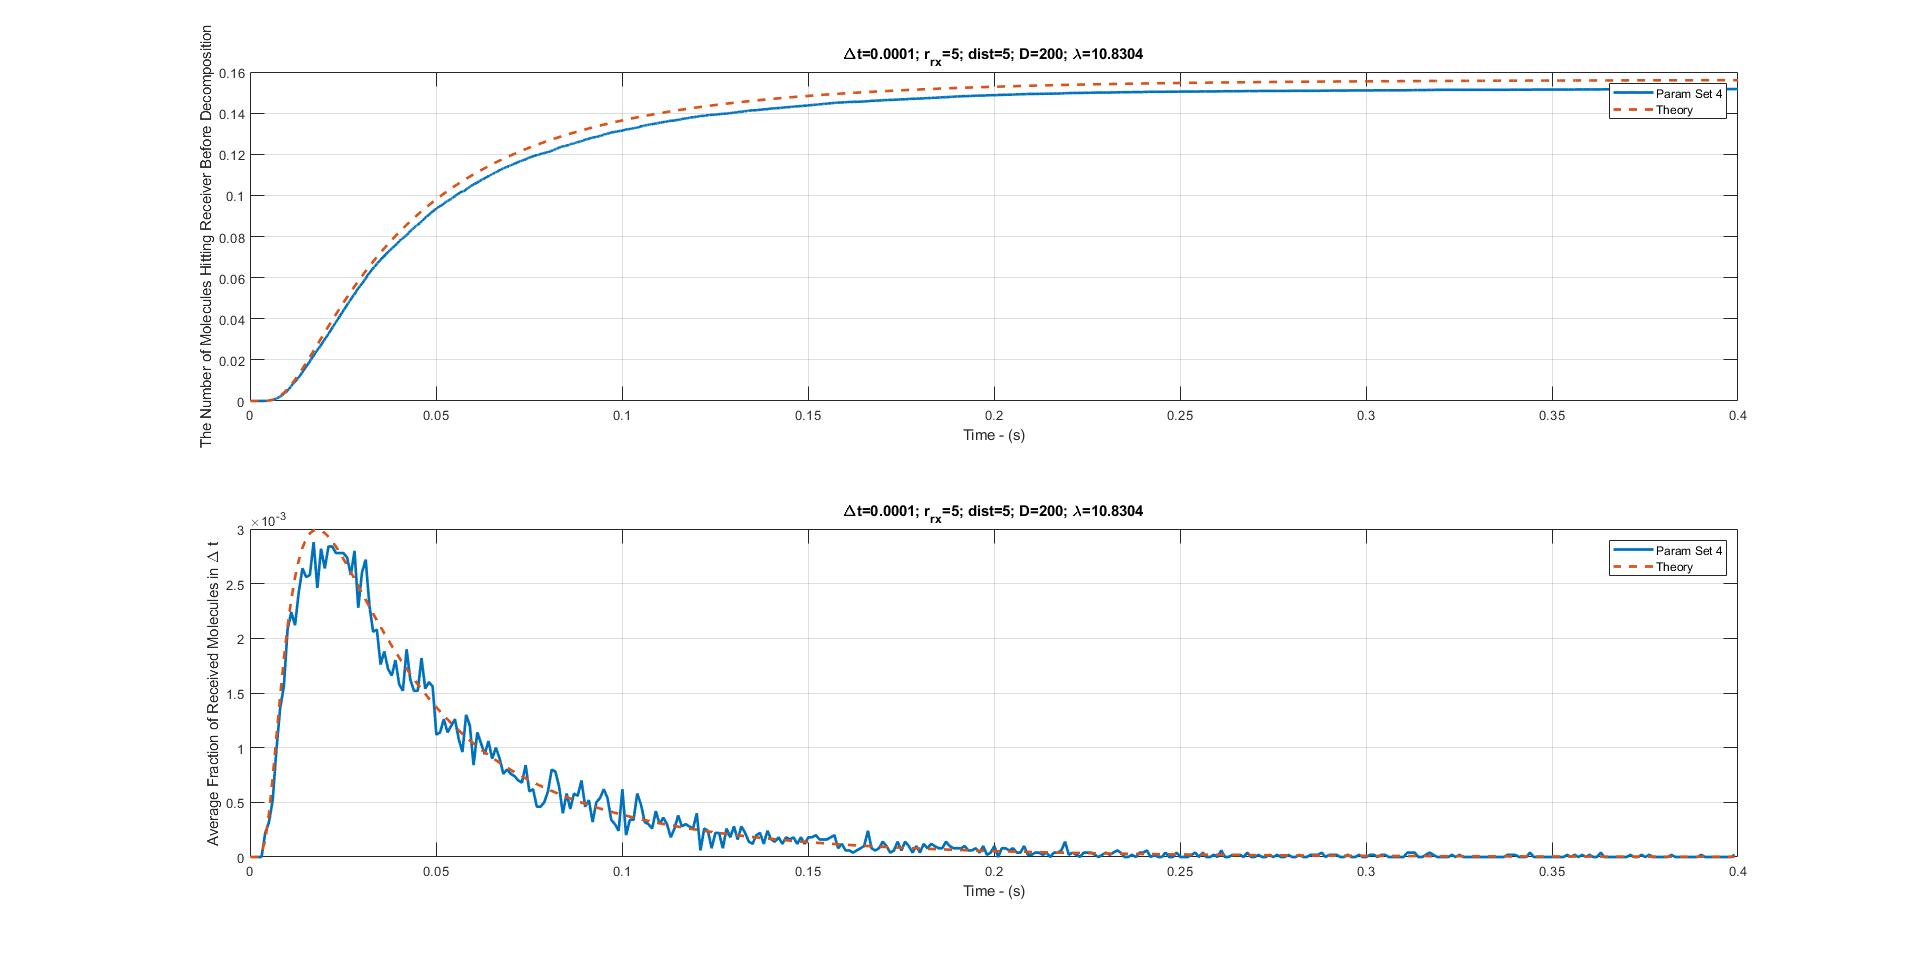 Δt=0.0001; r_rx=5; dist=5; D=200; λ=10.8304
The Number of Molecules Hitting Receiver Before Decomposition
0.16
0.14
0.12
0.1
0.08
0.06
0.04
0.02
0
Param Set 4
Theory
0 0.05 0.1 0.15 0.2 0.25 0.3 0.35 0.4
Time - (s)
Δt=0.0001; r_rx=5; dist=5; D=200; λ=10.8304
×10^-3
Average Fraction of Received Molecules in Δ t
3
2.5
2
1.5
1
0.5
0
Param Set 4
Theory
0 0.05 0.1 0.15 0.2 0.25 0.3 0.35 0.4
Time - (s)